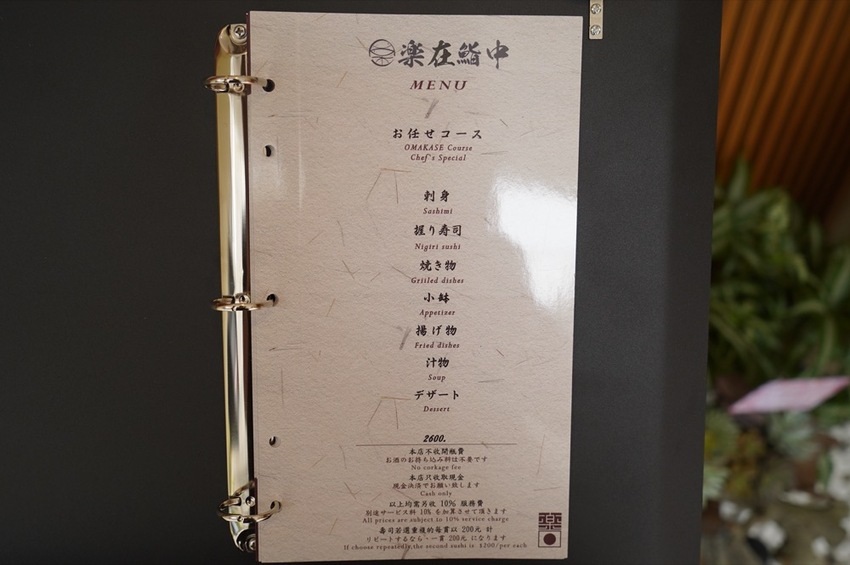 楽在鮨中
MENU
お任せコース
OMAKASE Course
Chef's Special
刺身
Sashimi
握り寿司
Nigiri sushi
焼き物
Griiled dishes
小鉢
Appetizer
揚げ物
Fried dishes
汁物
Soup
デザート
Dessert
2600.
本店不收開瓶費
お酒のお持ち込み料は不要です
No corkage fee
本店只收取現金
現金決済でお願い致します
Cash only
以上均需另收 10% 服務費
別途サービス料 10% を加算させて頂きます
All prices are subject to 10% service charge
壽司若選重複的每貫以 200元 計
リピートするなら、一貫 200元 になります
If choose repeatedly,the second sushi is $200/per each
楽